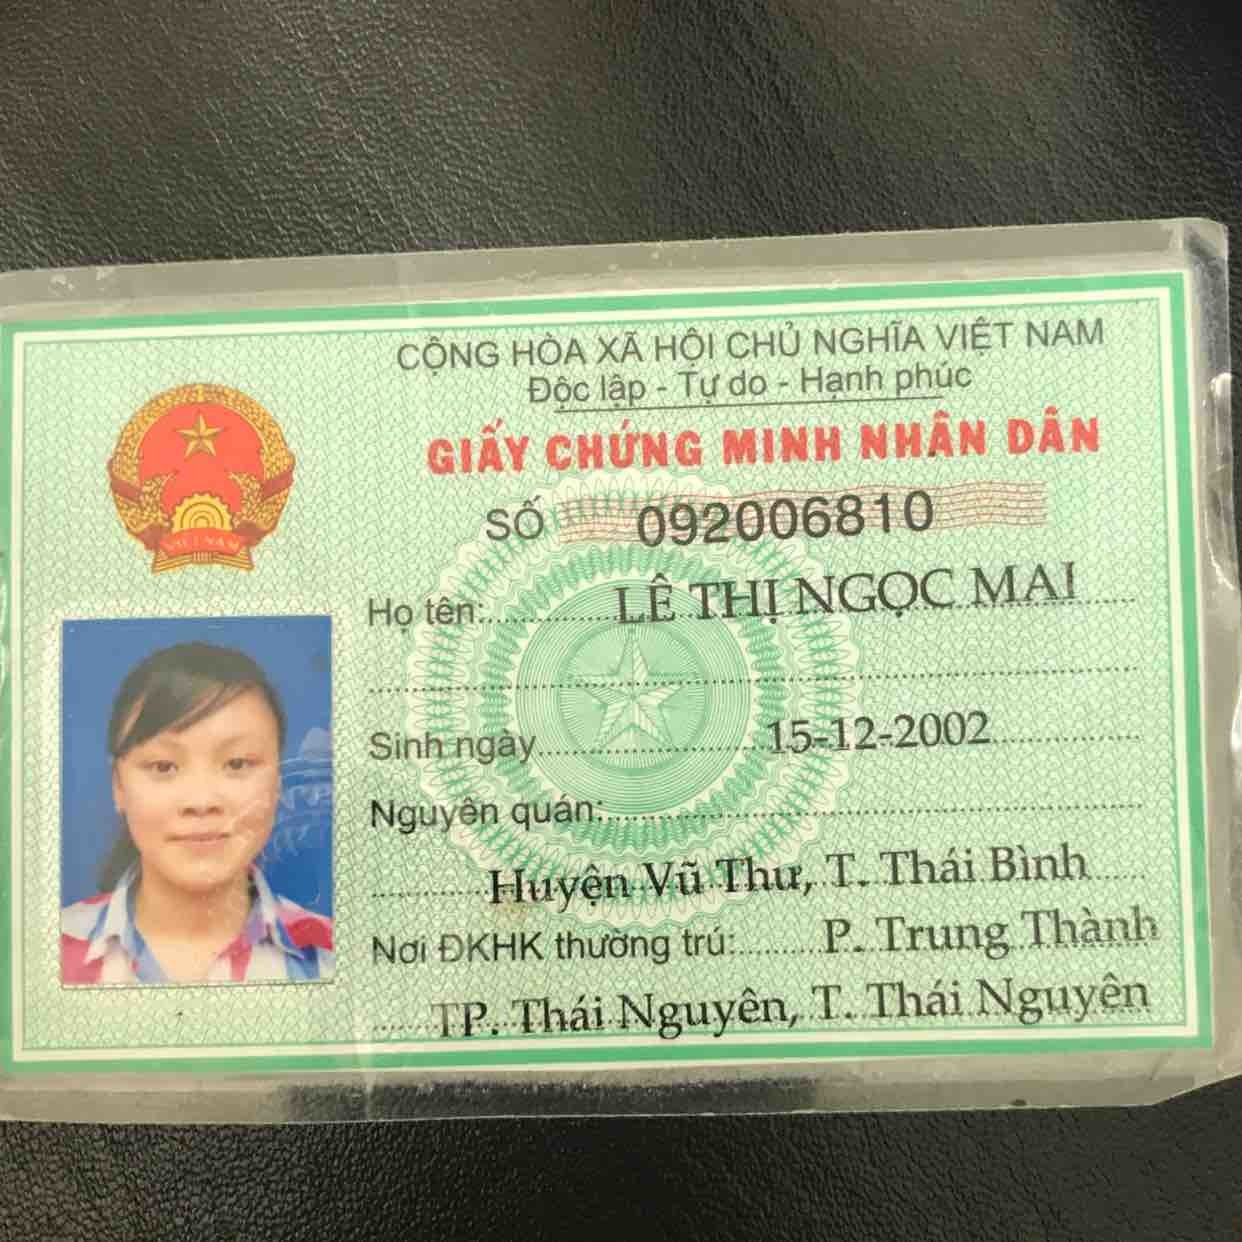 CỘNG HÒA XÃ HỘI CHỦ NGHĨA VIỆT NAM
Độc lập - Tự do - Hạnh phúc
GIẤY CHỨNG MINH NHÂN DÂN
SỐ 092006810
VIỆT NAM
Họ tên: LÊ THỊ NGỌC MAI
Sinh ngày 15-12-2002
Nguyên quán:
Huyện Vũ Thư, T. Thái Bình
Nơi ĐKHK thường trú: P. Trung Thành
TP. Thái Nguyên, T. Thái Nguyên